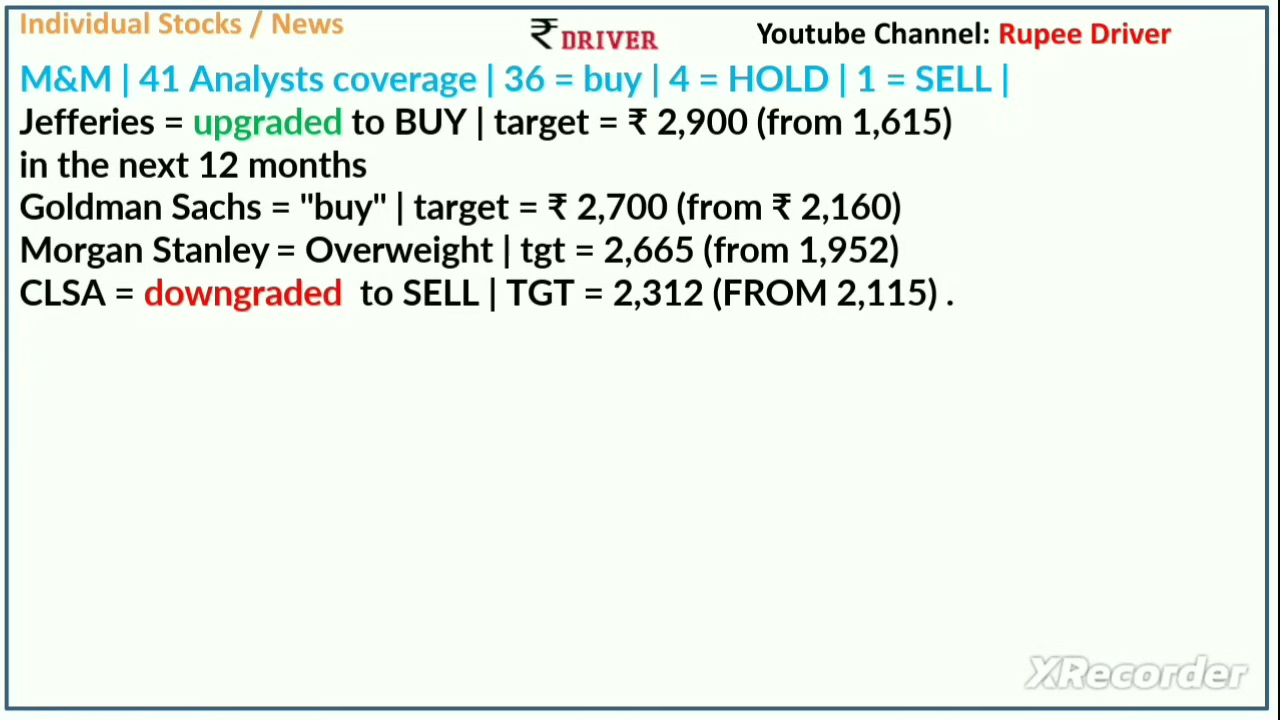 Individual Stocks / News
₹ DRIVER
Youtube Channel: Rupee Driver
M&M | 41 Analysts coverage | 36 = buy | 4 = HOLD | 1 = SELL |
Jefferies = upgraded to BUY | target = ₹ 2,900 (from 1,615)
in the next 12 months
Goldman Sachs = "buy" | target = ₹ 2,700 (from ₹ 2,160)
Morgan Stanley = Overweight | tgt = 2,665 (from 1,952)
CLSA = downgraded to SELL | TGT = 2,312 (FROM 2,115) .
XRecorder